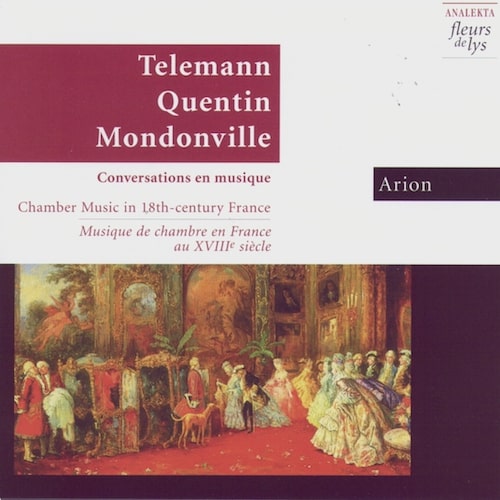 ANALEKTA
fleurs
de lys
Telemann
Quentin
Mondonville
Conversations en musique
Arion
Chamber Music in 18th-century France
Musique de chambre en France
au XVIIIe siècle